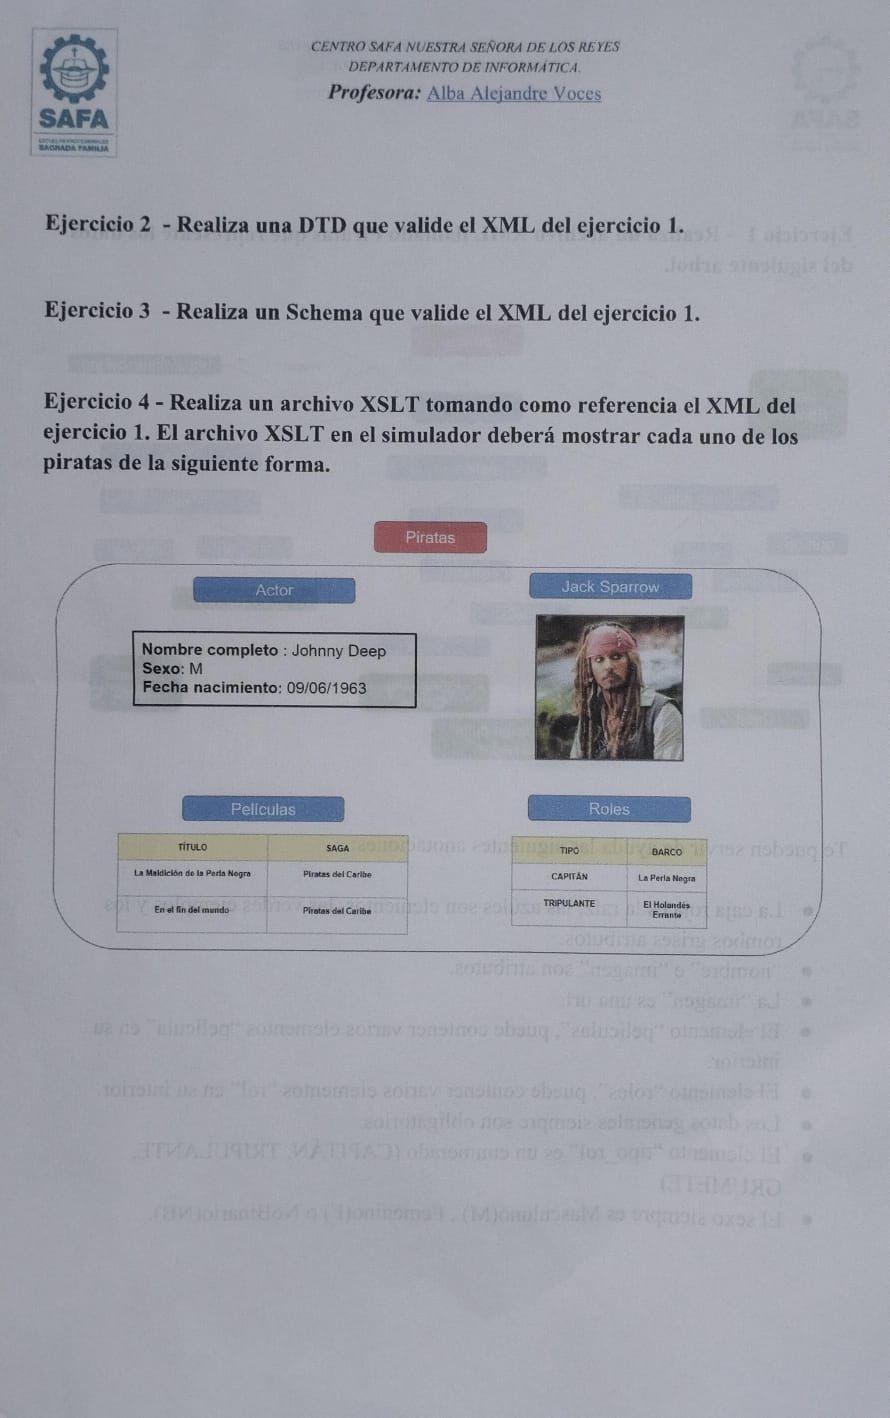 CENTRO SAFA NUESTRA SEÑORA DE LOS REYES
DEPARTAMENTO DE INFORMÁTICA.
Profesora: Alba Alejandre Voces
SAFA
SAGRADA FAMILIA
Ejercicio 2 - Realiza una DTD que valide el XML del ejercicio 1.
Ejercicio 3 - Realiza un Schema que valide el XML del ejercicio 1.
Ejercicio 4 - Realiza un archivo XSLT tomando como referencia el XML del
ejercicio 1. El archivo XSLT en el simulador deberá mostrar cada uno de los
piratas de la siguiente forma.
Piratas
Actor
Jack Sparrow
Nombre completo : Johnny Deep
Sexo: M
Fecha nacimiento: 09/06/1963
Películas
Roles
TÍTULO SAGA
La Maldición de la Perla Negra Piratas del Caribe
En el fin del mundo Piratas del Caribe
TIPO BARCO
CAPITÁN La Perla Negra
TRIPULANTE El Holandés
Errante